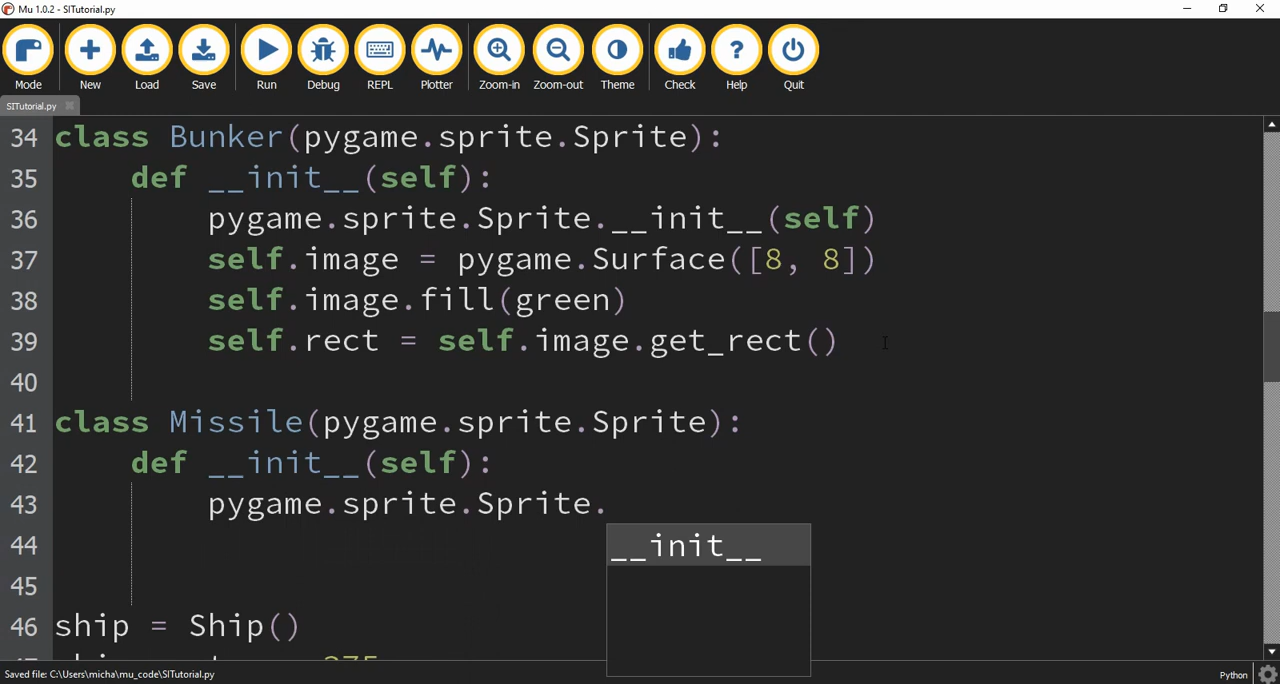 Mu 1.0.2 - SITutorial.py
Mode New Load Save Run Debug REPL Plotter Zoom-in Zoom-out Theme Check Help Quit
SITutorial.py
34 class Bunker(pygame.sprite.Sprite):
35 def __init__(self):
36 pygame.sprite.Sprite.__init__(self)
37 self.image = pygame.Surface([8, 8])
38 self.image.fill(green)
39 self.rect = self.image.get_rect()
40
41 class Missile(pygame.sprite.Sprite):
42 def __init__(self):
43 pygame.sprite.Sprite.
44 __init__
45
46 ship = Ship()
Saved file: C:\Users\micha\mu_code\SITutorial.py Python